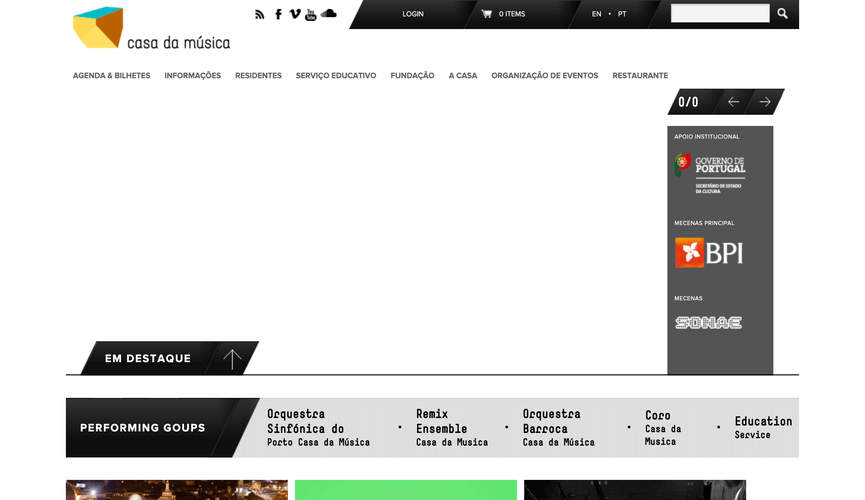 LOGIN
0 ITEMS
EN • PT
You
Tube
casa da música
AGENDA & BILHETES
INFORMAÇÕES
RESIDENTES
SERVIÇO EDUCATIVO
FUNDAÇÃO
A CASA
ORGANIZAÇÃO DE EVENTOS
RESTAURANTE
0/0
APOIO INSTITUCIONAL
GOVERNO DE
PORTUGAL
SECRETÁRIO DE ESTADO
DA CULTURA
MECENAS PRINCIPAL
BPI
MECENAS
SONAE
EM DESTAQUE
PERFORMING GOUPS
Orquestra
Sinfónica do
Porto Casa da Música
Remix
Ensemble
Casa da Musica
Orquestra
Barroca
Casa da Música
Coro
Casa da
Musica
Education
Service